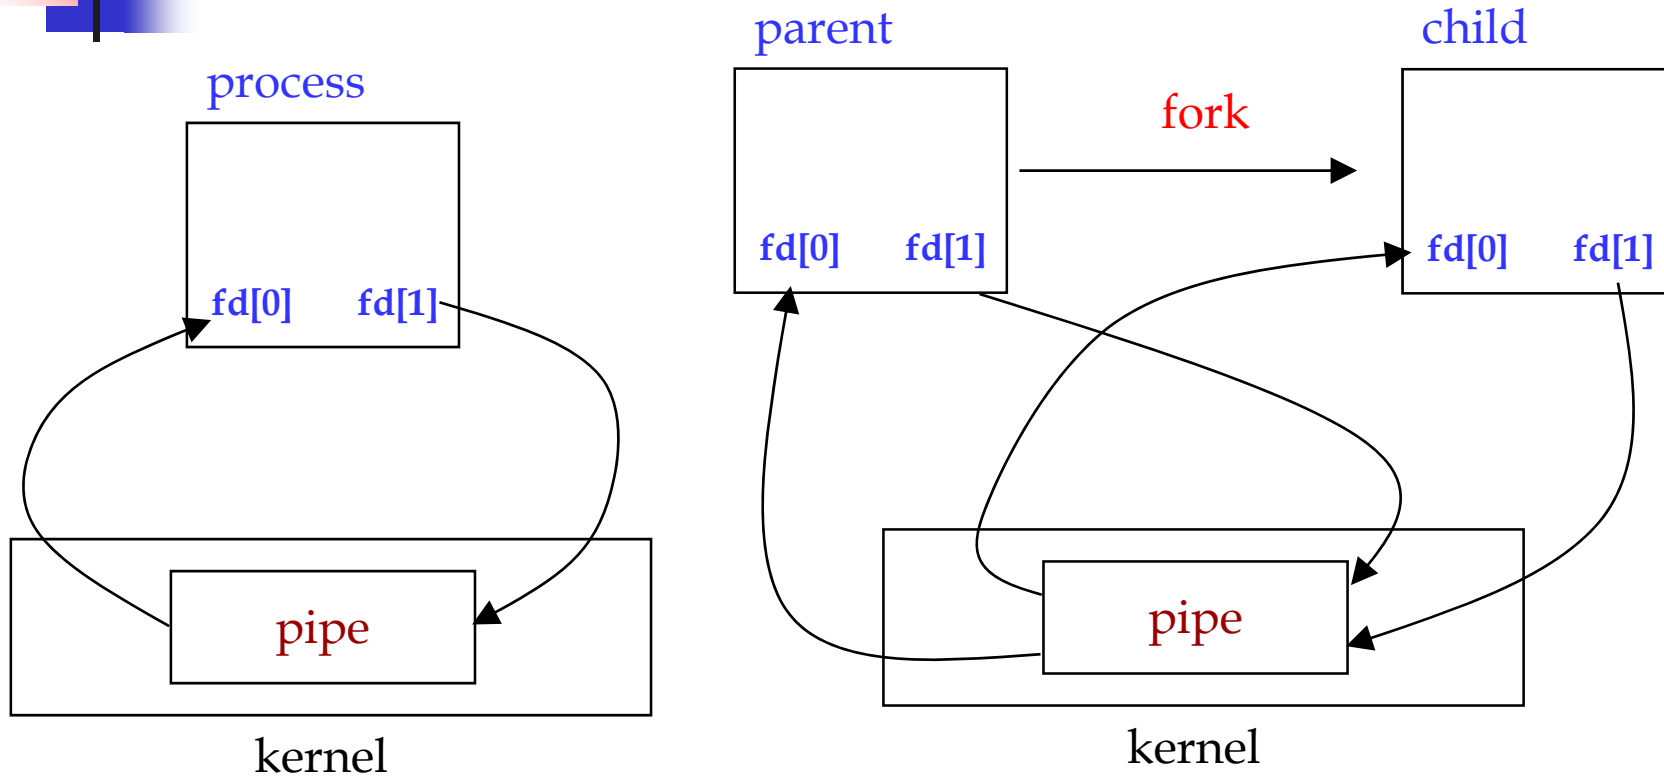 process
fd[0] fd[1]
pipe
kernel
parent
child
fork
fd[0] fd[1]
fd[0] fd[1]
pipe
kernel